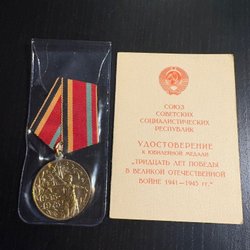 СОЮЗ
СОВЕТСКИХ
СОЦИАЛИСТИЧЕСКИХ
РЕСПУБЛИК
УДОСТОВЕРЕНИЕ
К ЮБИЛЕЙНОЙ МЕДАЛИ
"ТРИДЦАТЬ ЛЕТ ПОБЕДЫ
В ВЕЛИКОЙ ОТЕЧЕСТВЕННОЙ
ВОЙНЕ 1941—1945 гг."